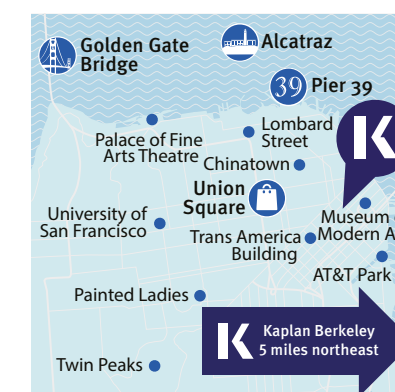 Golden Gate
Bridge
Alcatraz
39
Pier 39
Palace of Fine
Arts Theatre
Lombard
Street
Chinatown
K
Union
Square
University of
San Francisco
Museum
Modern A
Trans America
Building
AT&T Park
Painted Ladies
K
Kaplan Berkeley
5 miles northeast
Twin Peaks